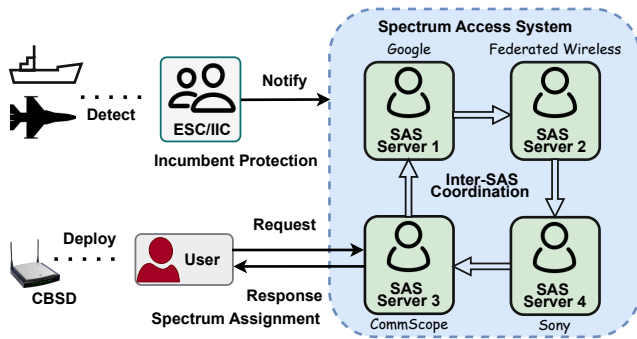 Spectrum Access System
Google
Federated Wireless
Notify
Detect
ESC/IIC
SAS
Server 1
SAS
Server 2
Incumbent Protection
Inter-SAS
Coordination
Deploy
Request
User
CBSD
Response
SAS
Server 3
SAS
Server 4
Spectrum Assignment
CommScope
Sony